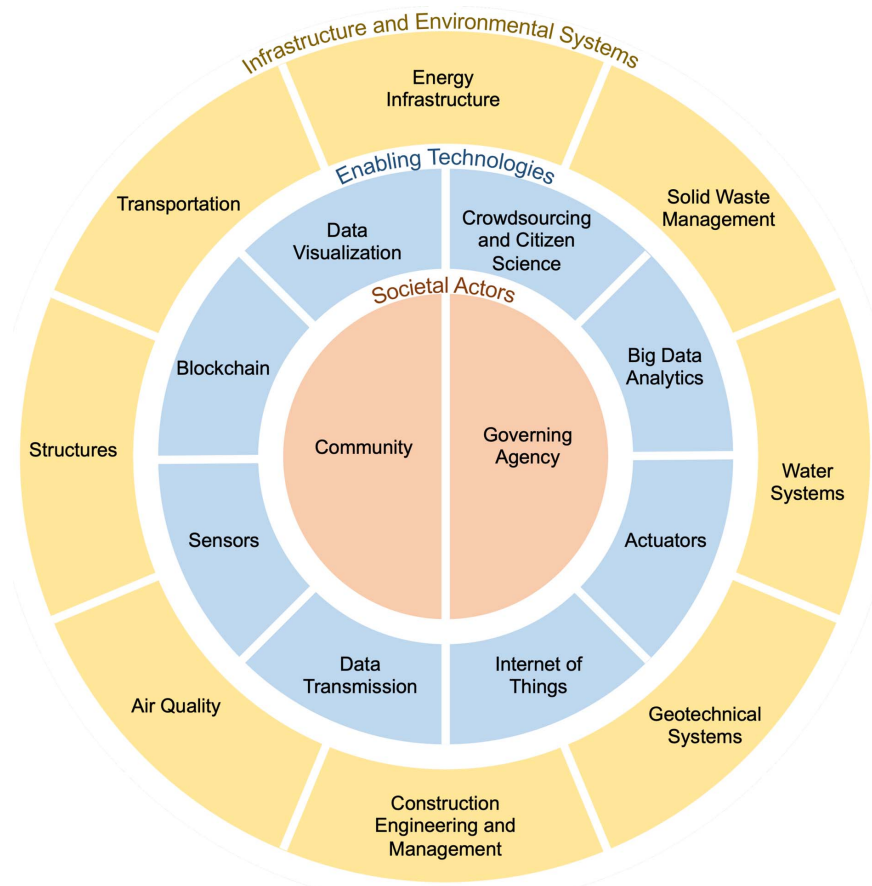 Infrastructure and Environmental Systems
Energy
Infrastructure
Solid Waste
Management
Water
Systems
Geotechnical
Systems
Construction
Engineering and
Management
Air Quality
Structures
Transportation
Enabling Technologies
Crowdsourcing
and Citizen
Science
Big Data
Analytics
Actuators
Internet of
Things
Data
Transmission
Sensors
Blockchain
Data
Visualization
Societal Actors
Community
Governing
Agency